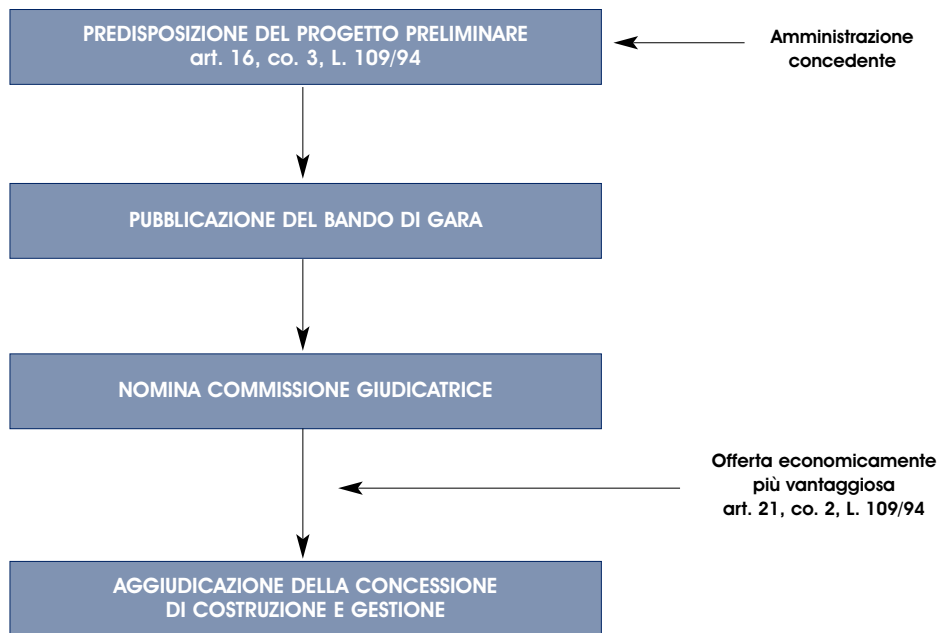 PREDISPOSIZIONE DEL PROGETTO PRELIMINARE
art. 16, co. 3, L. 109/94
Amministrazione
concedente
PUBBLICAZIONE DEL BANDO DI GARA
NOMINA COMMISSIONE GIUDICATRICE
Offerta economicamente
più vantaggiosa
art. 21, co. 2, L. 109/94
AGGIUDICAZIONE DELLA CONCESSIONE
DI COSTRUZIONE E GESTIONE